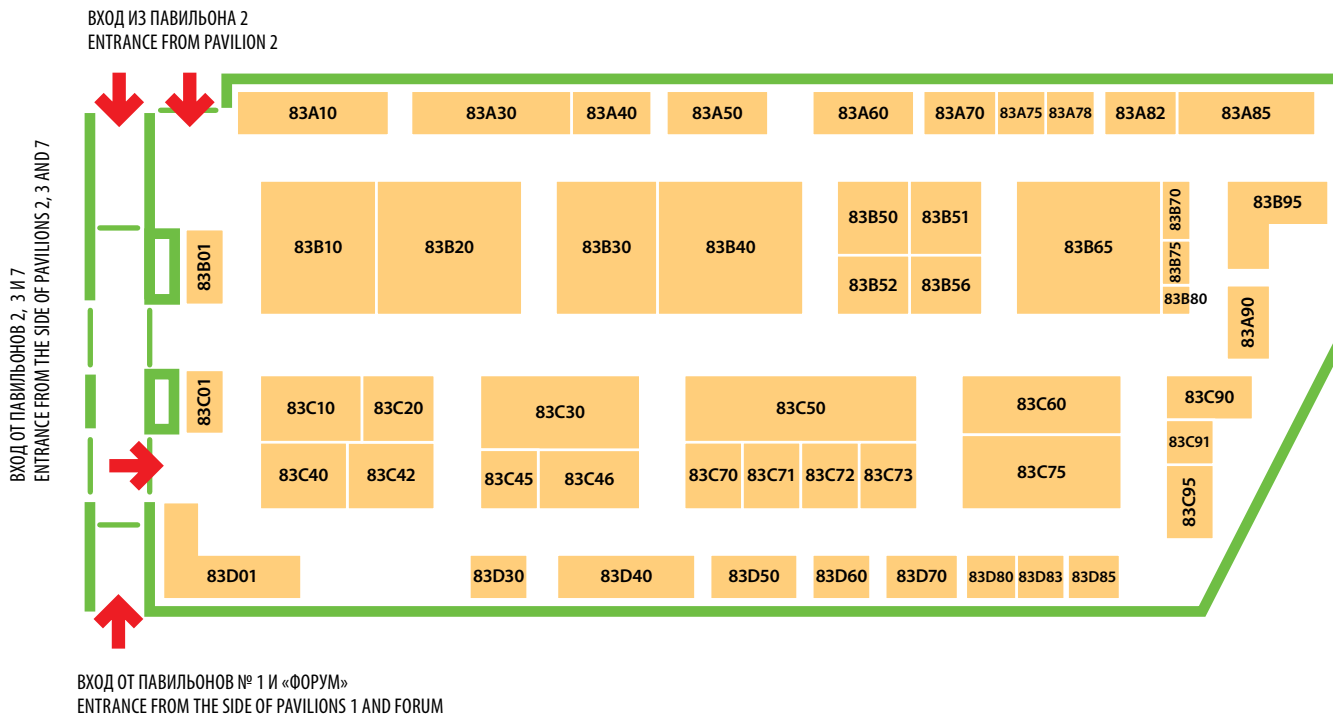 ВХОД ИЗ ПАВИЛЬОНА 2
ENTRANCE FROM PAVILION 2
ВХОД ОТ ПАВИЛЬОНОВ 2, 3 И 7
ENTRANCE FROM THE SIDE OF PAVILIONS 2, 3 AND 7
83A10 83A30 83A40 83A50 83A60 83A70 83A75 83A78 83A82 83A85
83B01
83B10 83B20 83B30 83B40
83B50 83B51
83B52 83B56
83B65
83B70
83B75
83B80
83B95
83A90
83C01
83C10 83C20 83C30 83C50 83C60 83C90
83C91
83C40 83C42 83C45 83C46 83C70 83C71 83C72 83C73 83C75
83C95
83D01 83D30 83D40 83D50 83D60 83D70 83D80 83D83 83D85
ВХОД ОТ ПАВИЛЬОНОВ № 1 И «ФОРУМ»
ENTRANCE FROM THE SIDE OF PAVILIONS 1 AND FORUM